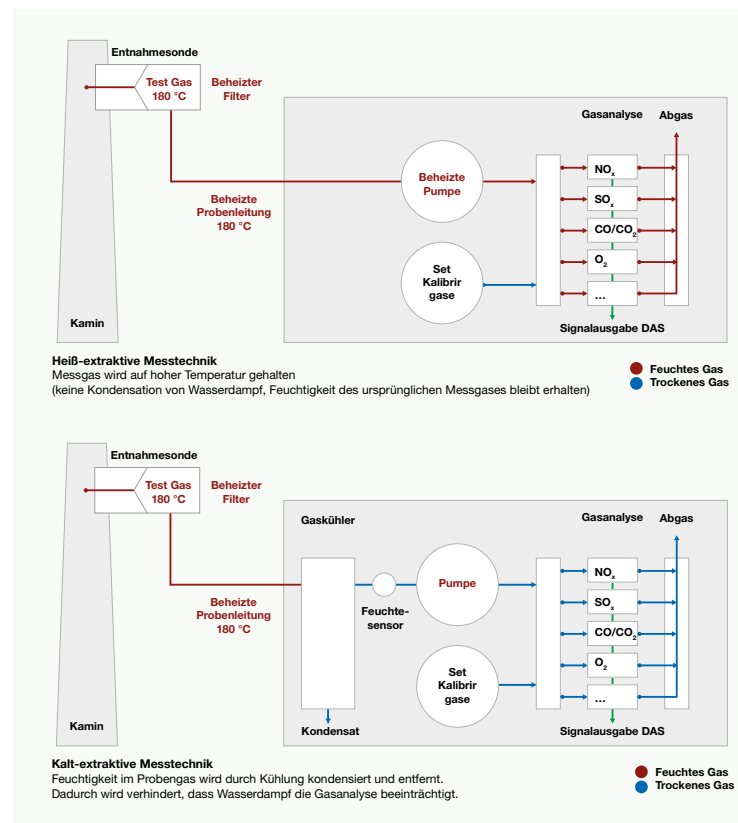 Entnahmesonde
Test Gas
180 °C
Beheizter
Filter
Gasanalyse
Abgas
Beheizte
Pumpe
Beheizte
Probenleitung
180 °C
NOx
SOx
CO/CO2
O2
...
Set
Kalibrir
gase
Kamin
Signalausgabe DAS
Heiß-extraktive Messtechnik
Messgas wird auf hoher Temperatur gehalten
(keine Kondensation von Wasserdampf, Feuchtigkeit des ursprünglichen Messgases bleibt erhalten)
Feuchtes Gas
Trockenes Gas
Entnahmesonde
Test Gas
180 °C
Beheizter
Filter
Gaskühler
Gasanalyse
Abgas
Beheizte
Probenleitung
180 °C
Feuchte-
sensor
Pumpe
NOx
SOx
CO/CO2
O2
...
Set
Kalibrir
gase
Kamin
Kondensat
Signalausgabe DAS
Kalt-extraktive Messtechnik
Feuchtigkeit im Probengas wird durch Kühlung kondensiert und entfernt.
Dadurch wird verhindert, dass Wasserdampf die Gasanalyse beeinträchtigt.
Feuchtes Gas
Trockenes Gas